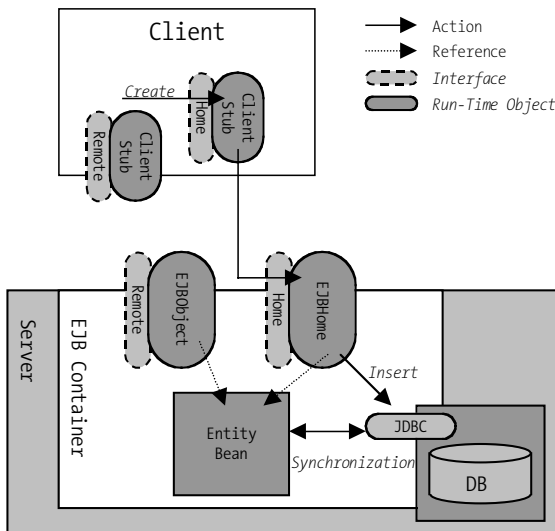 Client
Action
Reference
Interface
Run-Time Object
Create
Home
Client
Stub
Remote
Client
Stub
Remote
EJBObject
Home
EJBHome
Server
EJB Container
Insert
Entity
Bean
JDBC
Synchronization
DB